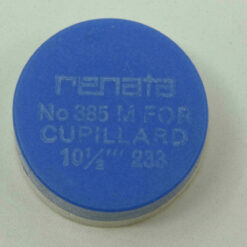 renata
No 385 M FOR
CUPILLARD
10½''' 233